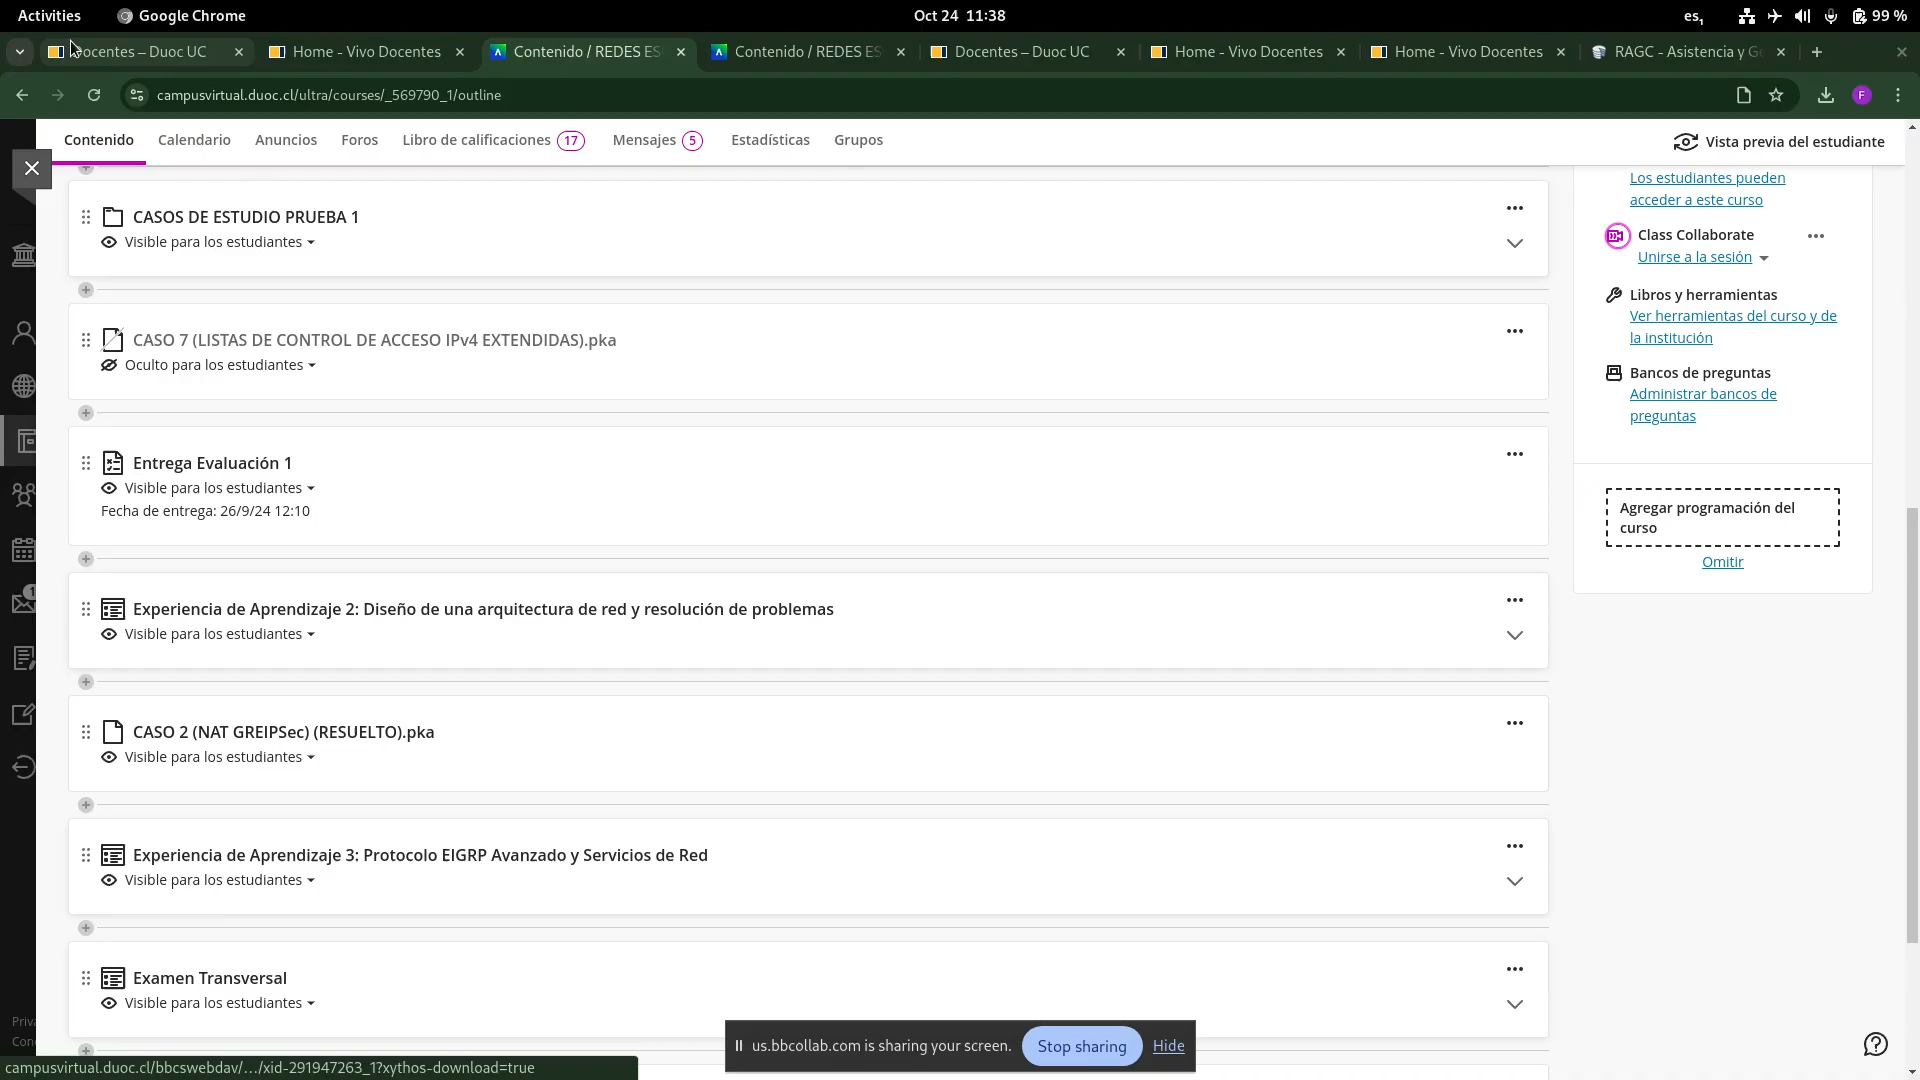 Activities
Google Chrome
Oct 24 11:38
es1
99 %
Docentes – Duoc UC
Home - Vivo Docentes
Contenido / REDES ES
Contenido / REDES ES
Docentes – Duoc UC
Home - Vivo Docentes
Home - Vivo Docentes
RAGC - Asistencia y Ge
campusvirtual.duoc.cl/ultra/courses/_569790_1/outline
F
Contenido
Calendario
Anuncios
Foros
Libro de calificaciones 17
Mensajes 5
Estadísticas
Grupos
Vista previa del estudiante
CASOS DE ESTUDIO PRUEBA 1
Visible para los estudiantes
CASO 7 (LISTAS DE CONTROL DE ACCESO IPv4 EXTENDIDAS).pka
Oculto para los estudiantes
Entrega Evaluación 1
Visible para los estudiantes
Fecha de entrega: 26/9/24 12:10
Experiencia de Aprendizaje 2: Diseño de una arquitectura de red y resolución de problemas
Visible para los estudiantes
CASO 2 (NAT GREIPSec) (RESUELTO).pka
Visible para los estudiantes
Experiencia de Aprendizaje 3: Protocolo EIGRP Avanzado y Servicios de Red
Visible para los estudiantes
Examen Transversal
Visible para los estudiantes
Los estudiantes pueden
acceder a este curso
Class Collaborate
Unirse a la sesión
Libros y herramientas
Ver herramientas del curso y de
la institución
Bancos de preguntas
Administrar bancos de
preguntas
Agregar programación del
curso
Omitir
1
Priva
Cond
us.bbcollab.com is sharing your screen.
Stop sharing
Hide
campusvirtual.duoc.cl/bbcswebdav/…/xid-291947263_1?xythos-download=true